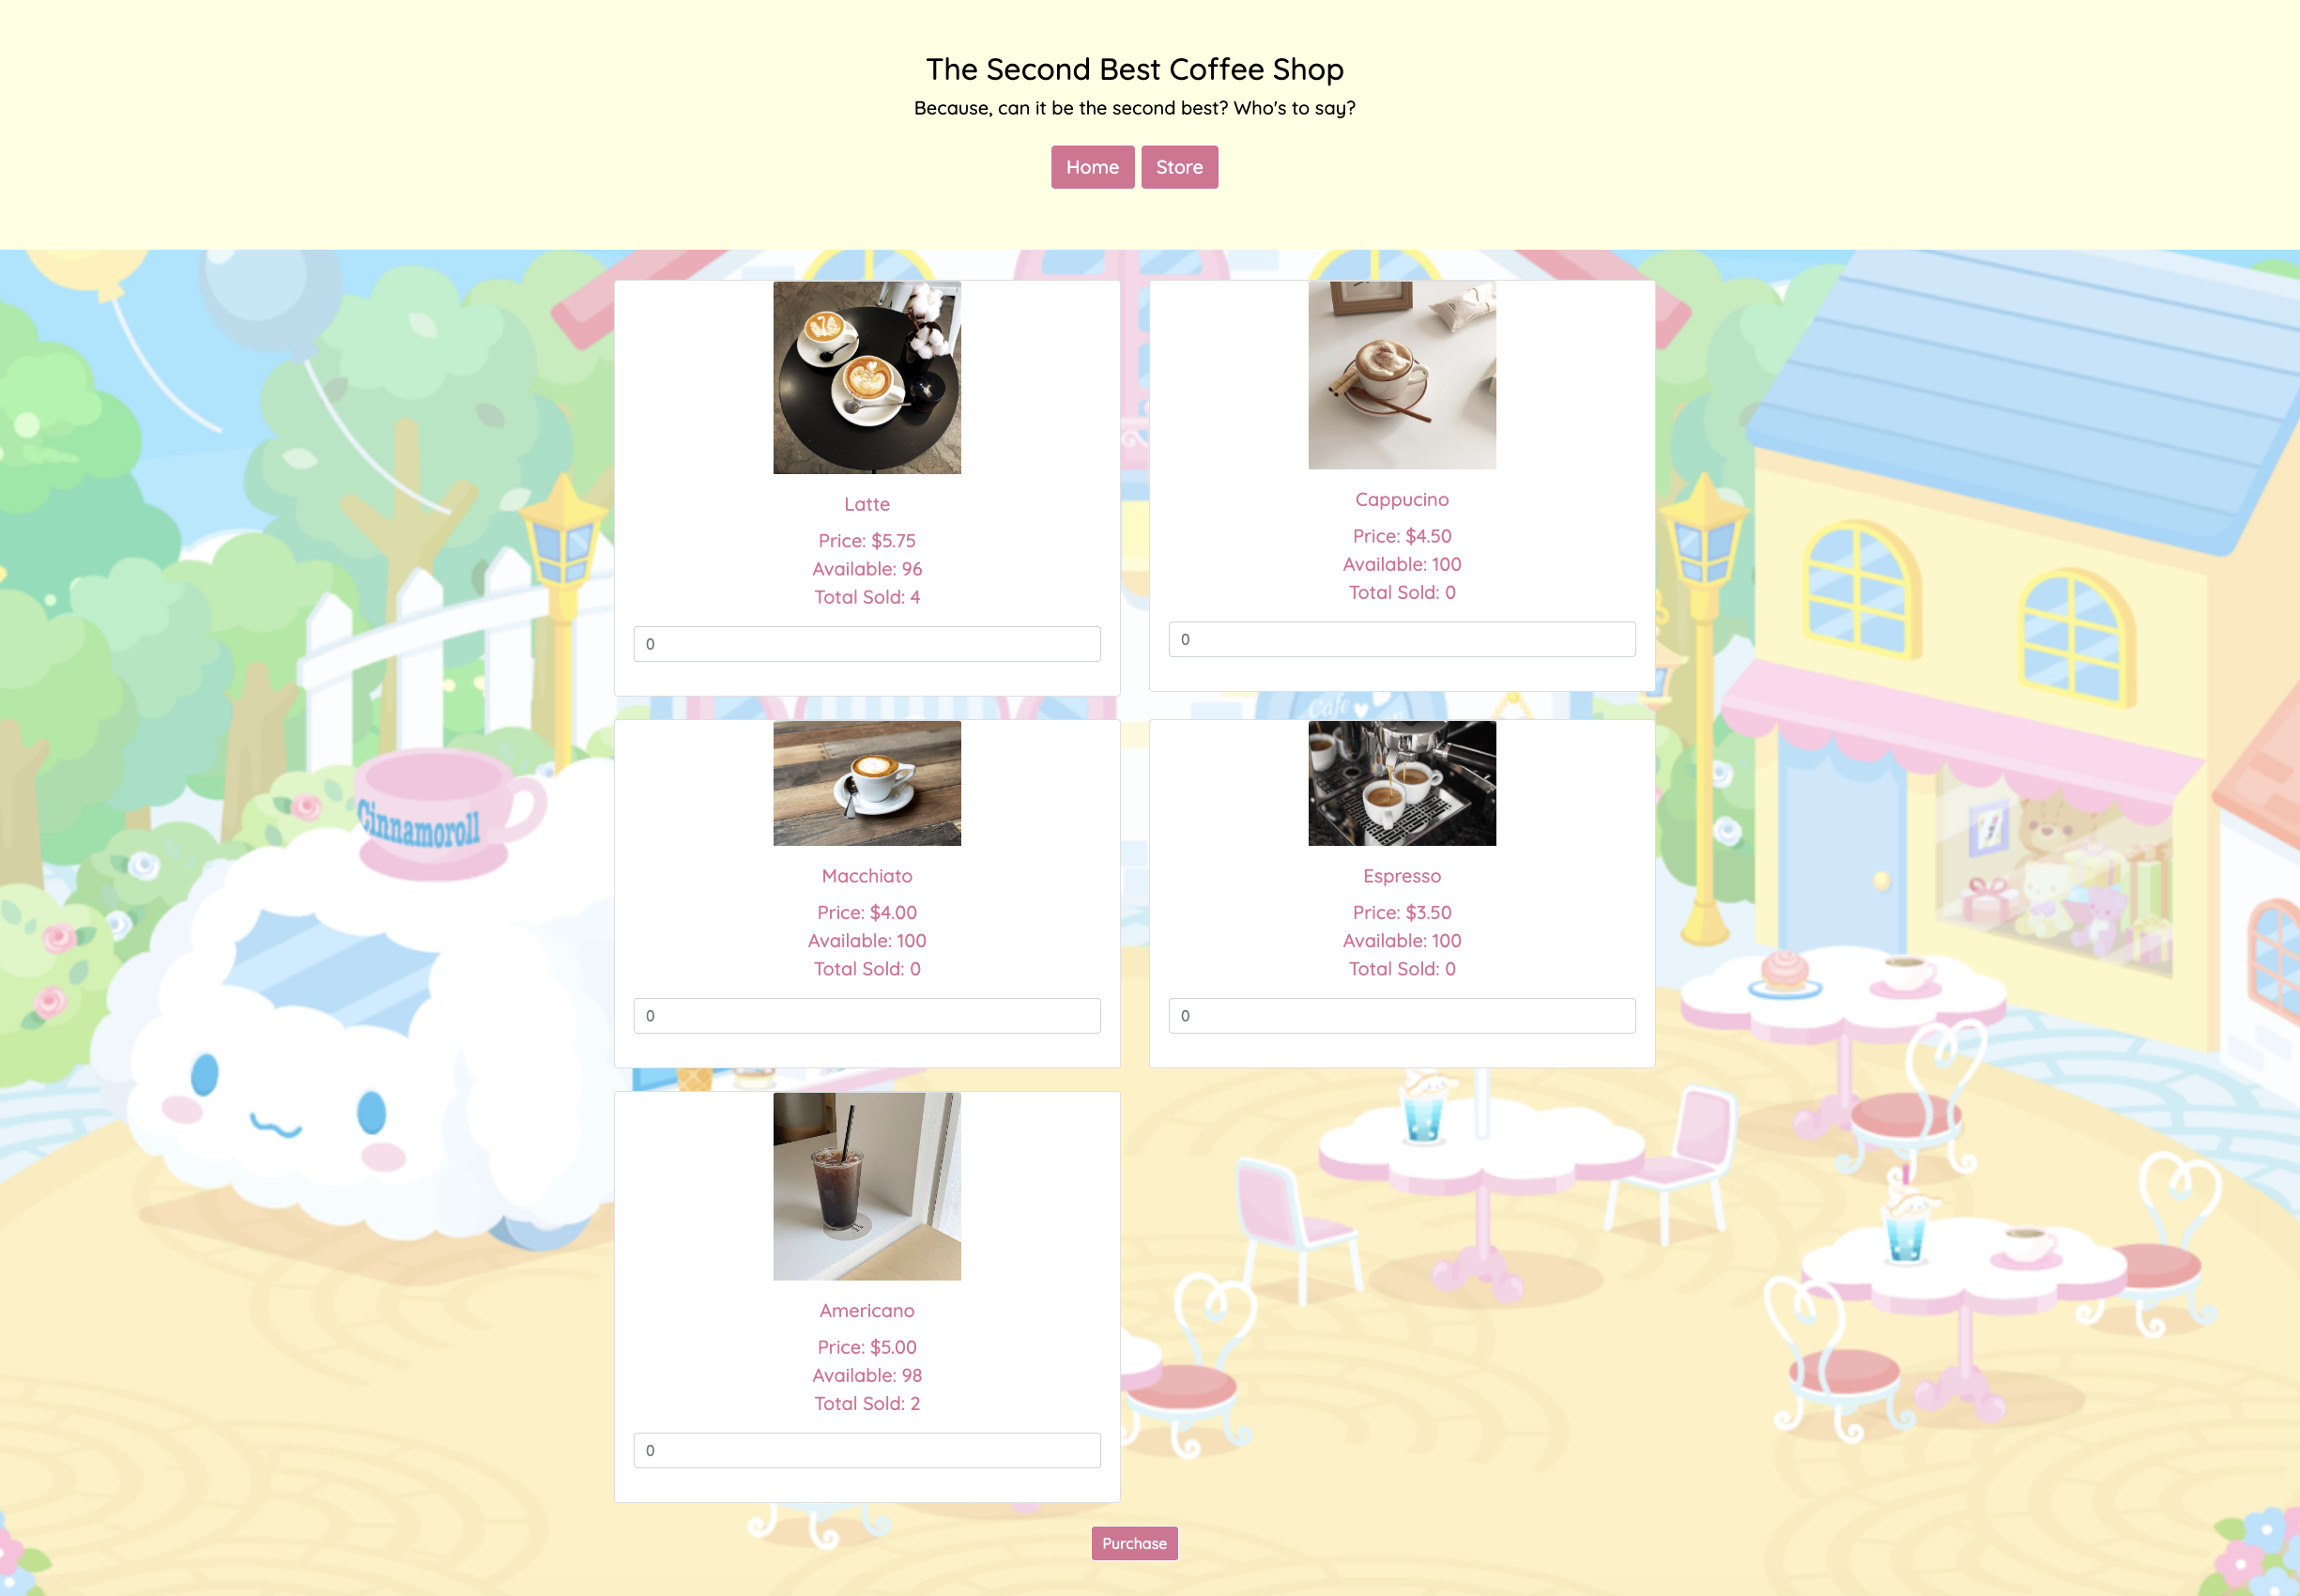 The Second Best Coffee Shop
Because, can it be the second best? Who's to say?
Home Store
Latte
Price: $5.75
Available: 96
Total Sold: 4
0
Cappucino
Price: $4.50
Available: 100
Total Sold: 0
0
Cafe
Cinnamoroll
Macchiato
Price: $4.00
Available: 100
Total Sold: 0
0
Espresso
Price: $3.50
Available: 100
Total Sold: 0
0
Americano
Price: $5.00
Available: 98
Total Sold: 2
0
Purchase